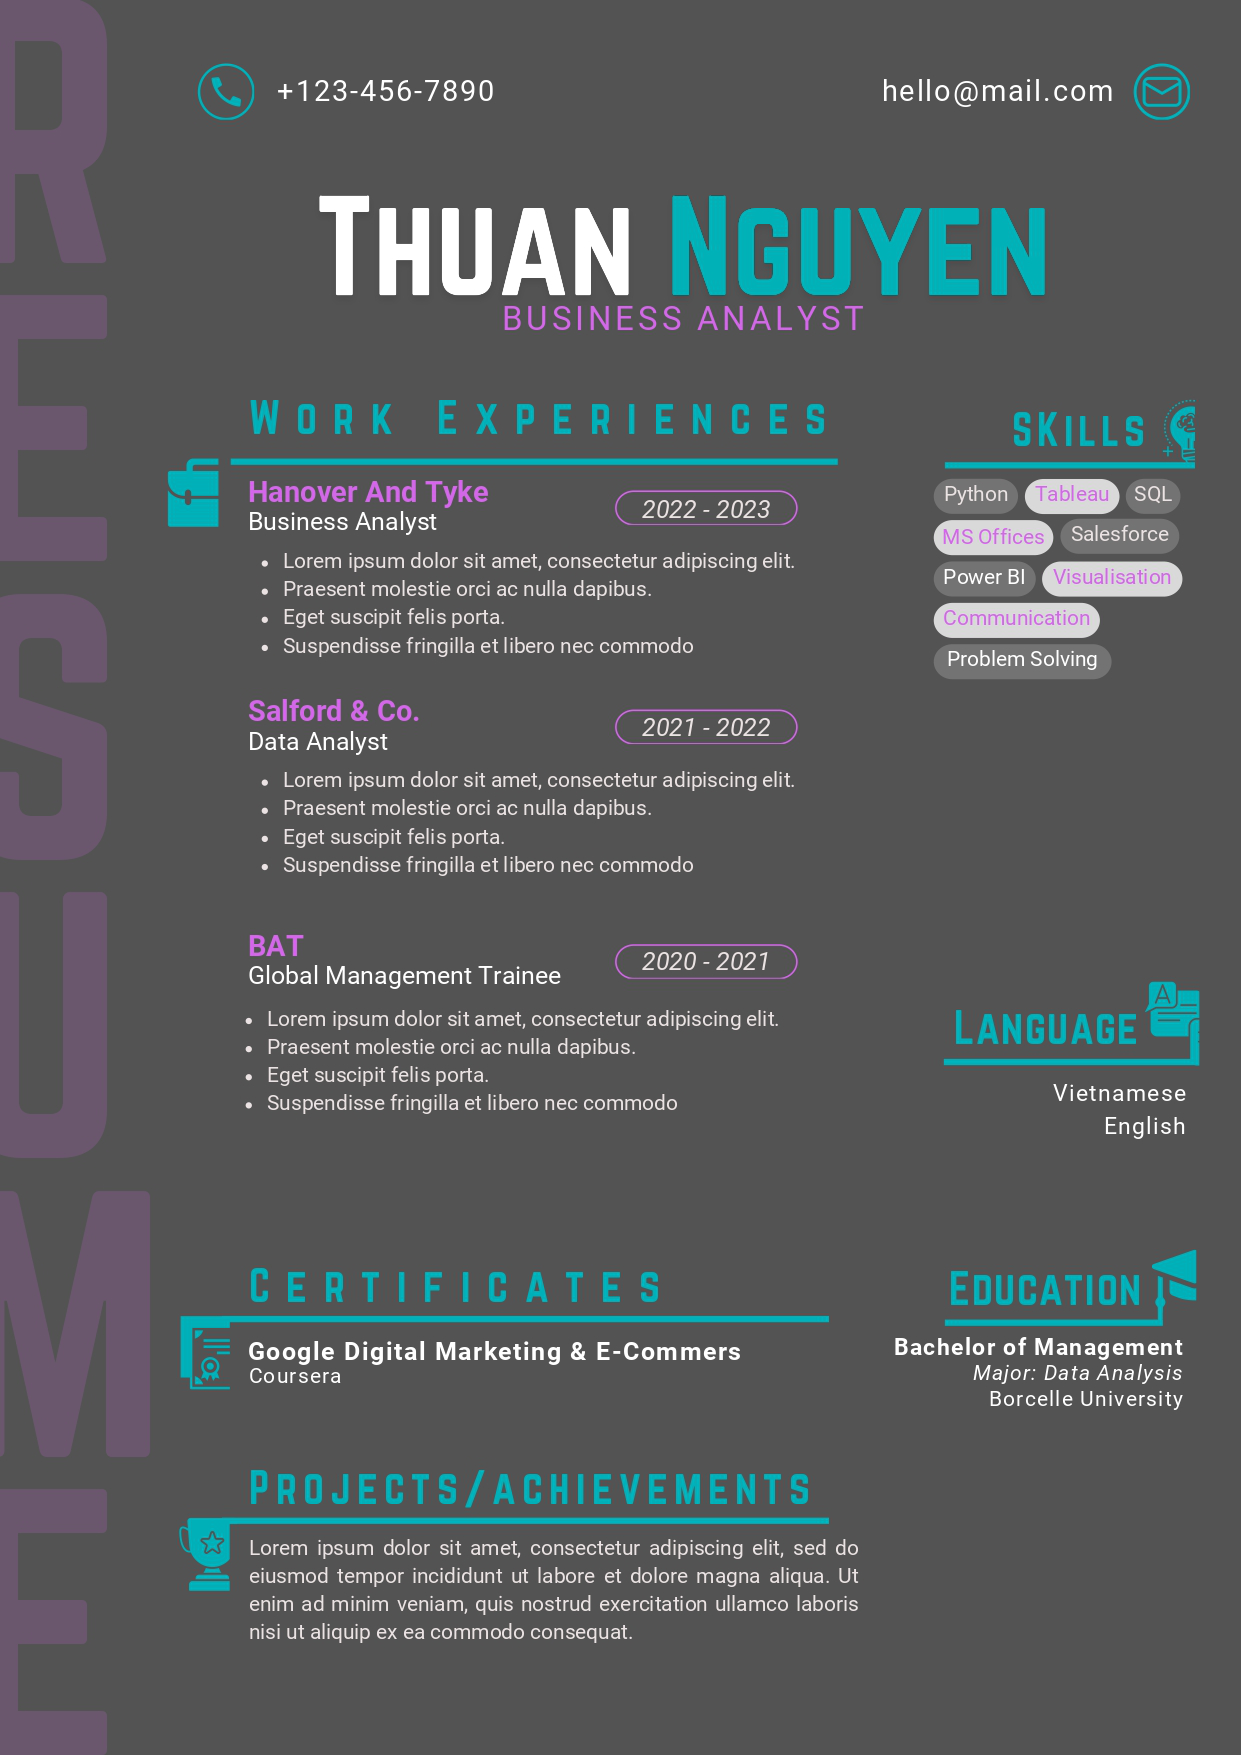 RESUME
+123-456-7890
hello@mail.com
THUAN NGUYEN
BUSINESS ANALYST
WORK EXPERIENCES
Hanover And Tyke
2022 - 2023
Business Analyst
• Lorem ipsum dolor sit amet, consectetur adipiscing elit.
• Praesent molestie orci ac nulla dapibus.
• Eget suscipit felis porta.
• Suspendisse fringilla et libero nec commodo
Salford & Co.
2021 - 2022
Data Analyst
• Lorem ipsum dolor sit amet, consectetur adipiscing elit.
• Praesent molestie orci ac nulla dapibus.
• Eget suscipit felis porta.
• Suspendisse fringilla et libero nec commodo
BAT
2020 - 2021
Global Management Trainee
• Lorem ipsum dolor sit amet, consectetur adipiscing elit.
• Praesent molestie orci ac nulla dapibus.
• Eget suscipit felis porta.
• Suspendisse fringilla et libero nec commodo
CERTIFICATES
Google Digital Marketing & E-Commers
Coursera
PROJECTS/ACHIEVEMENTS
Lorem ipsum dolor sit amet, consectetur adipiscing elit, sed do
eiusmod tempor incididunt ut labore et dolore magna aliqua. Ut
enim ad minim veniam, quis nostrud exercitation ullamco laboris
nisi ut aliquip ex ea commodo consequat.
SKILLS
Python Tableau SQL
MS Offices Salesforce
Power BI Visualisation
Communication
Problem Solving
LANGUAGE
A
Vietnamese
English
EDUCATION
Bachelor of Management
Major: Data Analysis
Borcelle University